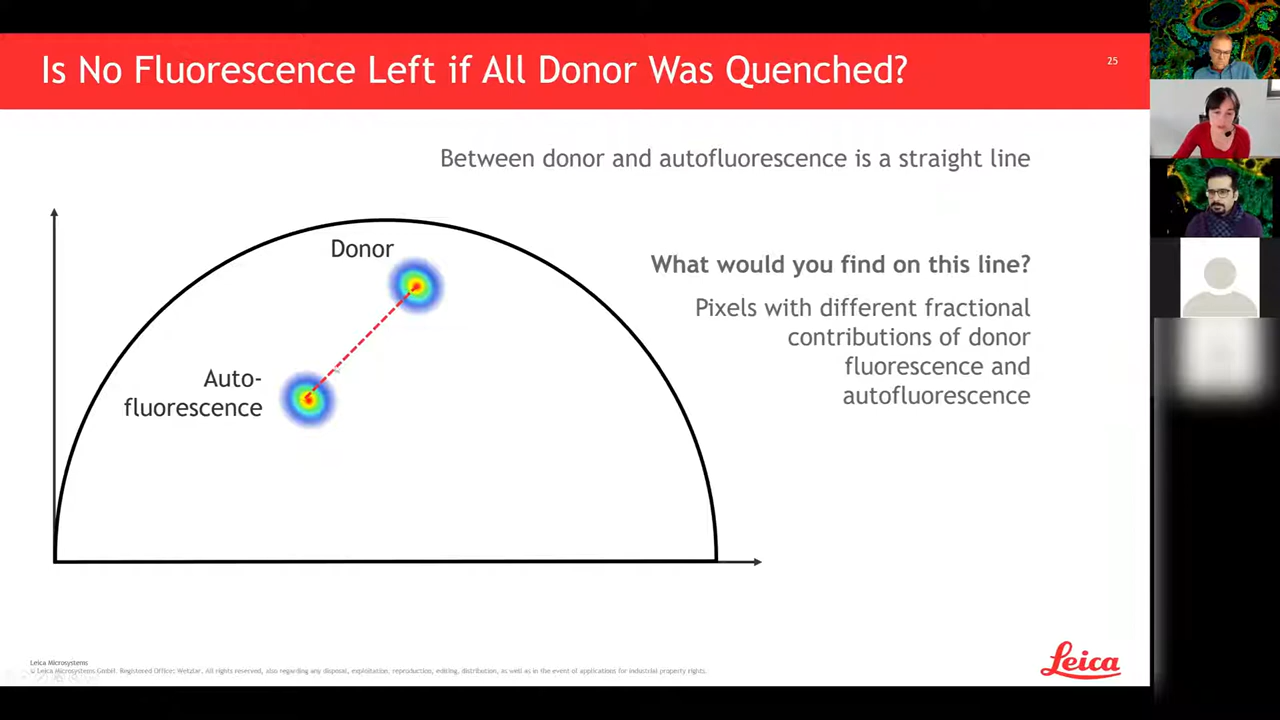 Is No Fluorescence Left if All Donor Was Quenched?
25
Between donor and autofluorescence is a straight line
Donor
What would you find on this line?
Pixels with different fractional
contributions of donor
fluorescence and
autofluorescence
Auto-
fluorescence
Leica Microsystems
© Leica Microsystems GmbH. Registered Office: Wetzlar. All rights reserved, also regarding any disposal, exploitation, reproduction, editing, distribution, as well as in the event of applications for industrial property rights.
Leica